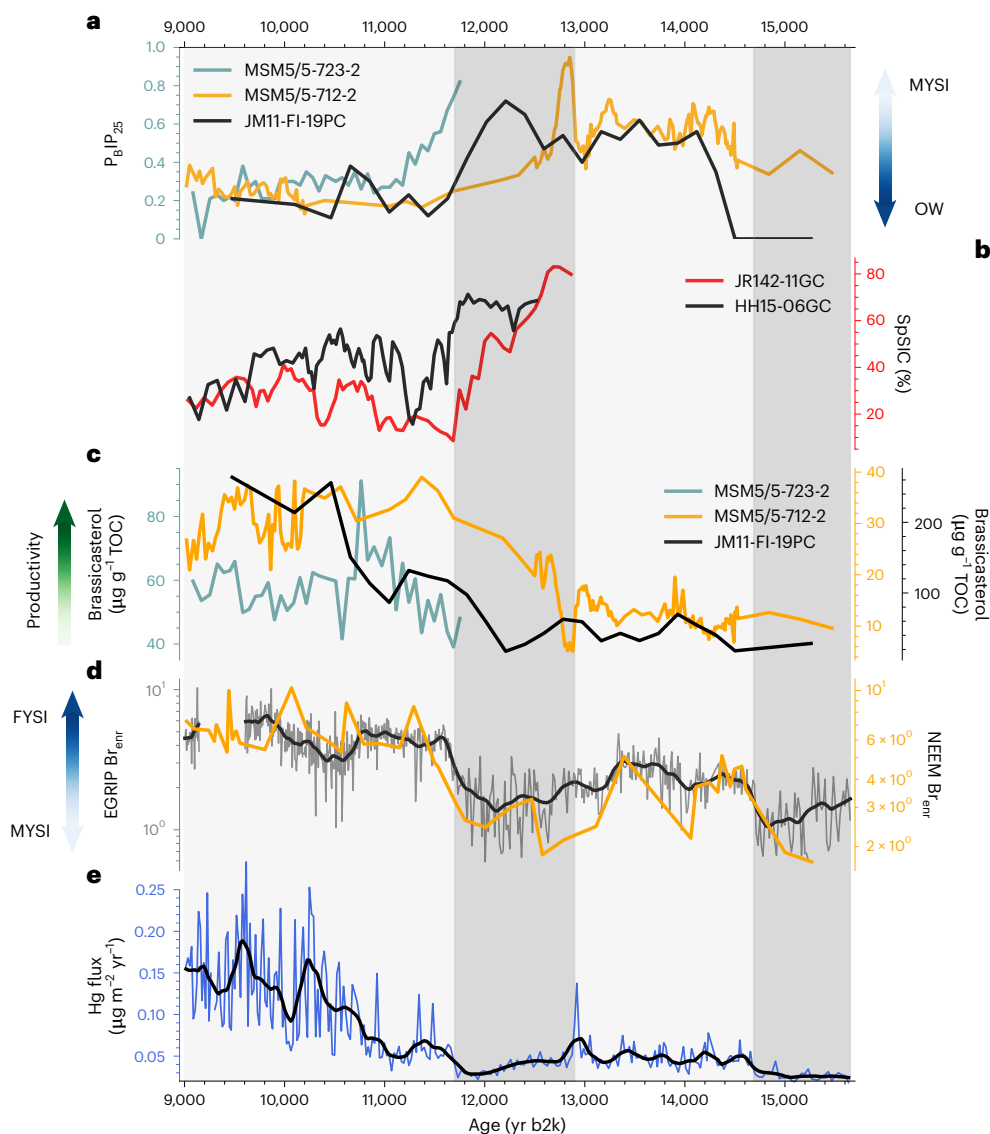 a
9,000 10,000 11,000 12,000 13,000 14,000 15,000
1.0
0.8
0.6
0.4
0.2
0
P_BIP_25
MSM5/5-723-2
MSM5/5-712-2
JM11-FI-19PC
MYSI
OW
b
80
60
40
20
SpSIC (%)
JR142-11GC
HH15-06GC
c
Productivity
Brassicasterol (µg g⁻¹ TOC)
80
60
40
MSM5/5-723-2
MSM5/5-712-2
JM11-FI-19PC
40
30
20
10
200
100
Brassicasterol (µg g⁻¹ TOC)
d
FYSI
MYSI
EGRIP Br_enr
10¹
10⁰
10¹
6 × 10⁰
4 × 10⁰
3 × 10⁰
2 × 10⁰
NEEM Br_enr
e
Hg flux (µg m⁻² yr⁻¹)
0.25
0.20
0.15
0.10
0.05
9,000 10,000 11,000 12,000 13,000 14,000 15,000
Age (yr b2k)